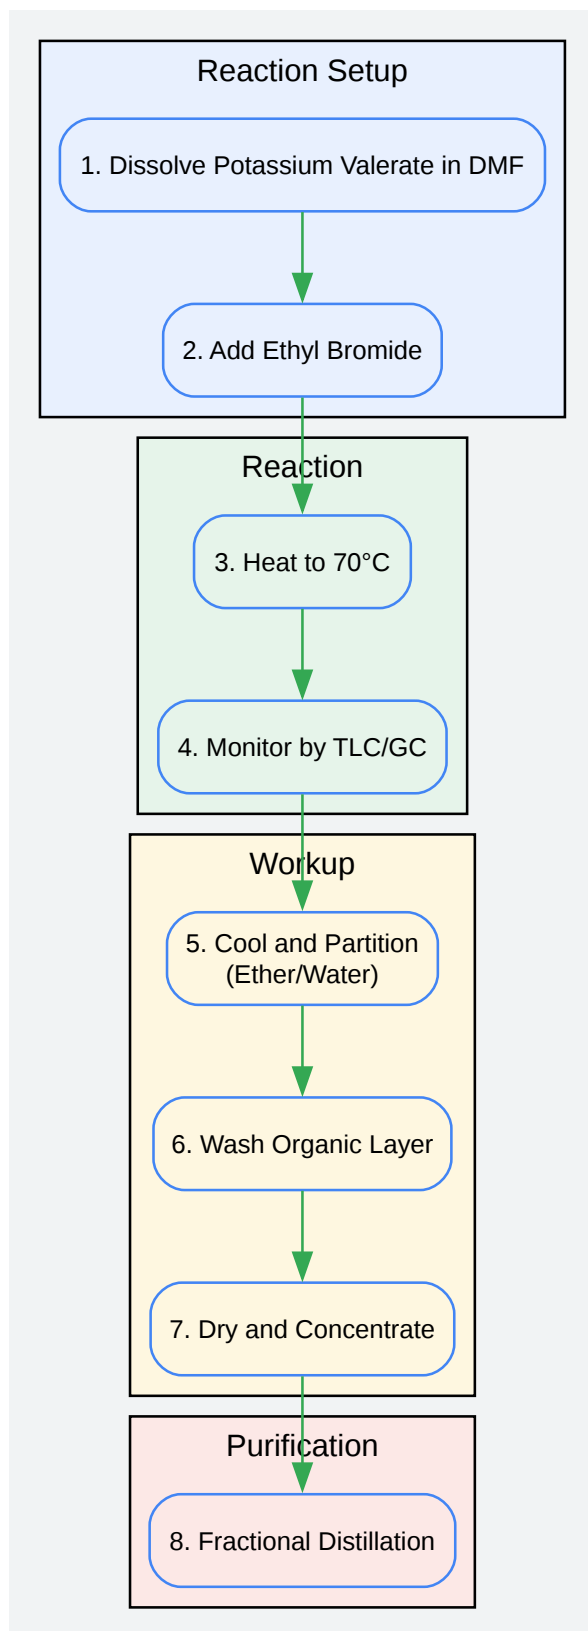 Reaction Setup
1. Dissolve Potassium Valerate in DMF
2. Add Ethyl Bromide
Reaction
3. Heat to 70°C
4. Monitor by TLC/GC
Workup
5. Cool and Partition
(Ether/Water)
6. Wash Organic Layer
7. Dry and Concentrate
Purification
8. Fractional Distillation